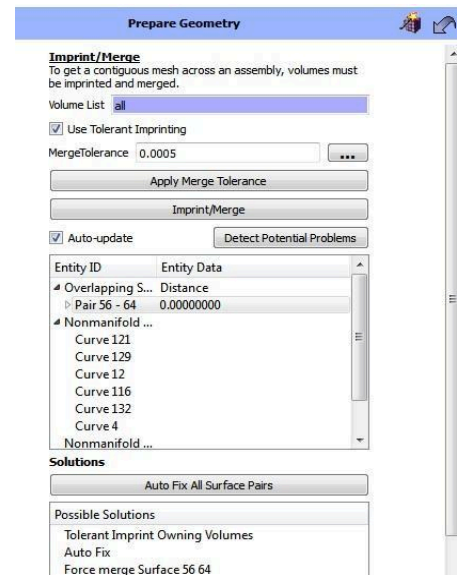 Prepare Geometry
Imprint/Merge
To get a contiguous mesh across an assembly, volumes must
be imprinted and merged.
Volume List all
Use Tolerant Imprinting
MergeTolerance 0.0005 ...
Apply Merge Tolerance
Imprint/Merge
Auto-update Detect Potential Problems
Entity ID Entity Data
Overlapping S... Distance
Pair 56 - 64 0.00000000
Nonmanifold ...
Curve 121
Curve 129
Curve 12
Curve 116
Curve 132
Curve 4
Nonmanifold ...
Solutions
Auto Fix All Surface Pairs
Possible Solutions
Tolerant Imprint Owning Volumes
Auto Fix
Force merge Surface 56 64